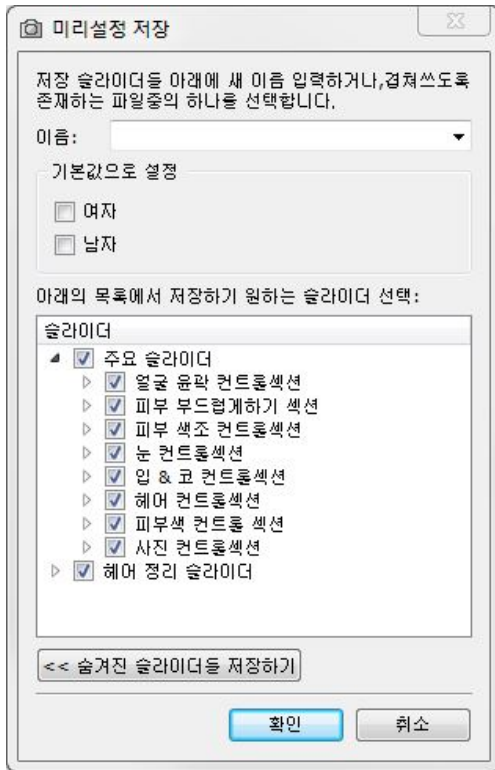 미리설정 저장
저장 슬라이더들 아래에 새 이름 입력하거나,겹쳐쓰도록
존재하는 파일중의 하나를 선택합니다.
이름:
기본값으로 설정
여자
남자
아래의 목록에서 저장하기 원하는 슬라이더 선택:
슬라이더
주요 슬라이더
얼굴 윤곽 컨트롤섹션
피부 부드럽게하기 섹션
피부 색조 컨트롤섹션
눈 컨트롤섹션
입 & 코 컨트롤섹션
헤어 컨트롤섹션
피부색 컨트롤 섹션
사진 컨트롤섹션
헤어 정리 슬라이더
<< 숨겨진 슬라이더들 저장하기
확인
취소